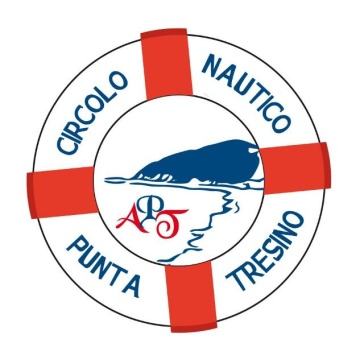 CIRCOLO
NAUTICO
PUNTA
TRESINO
APT